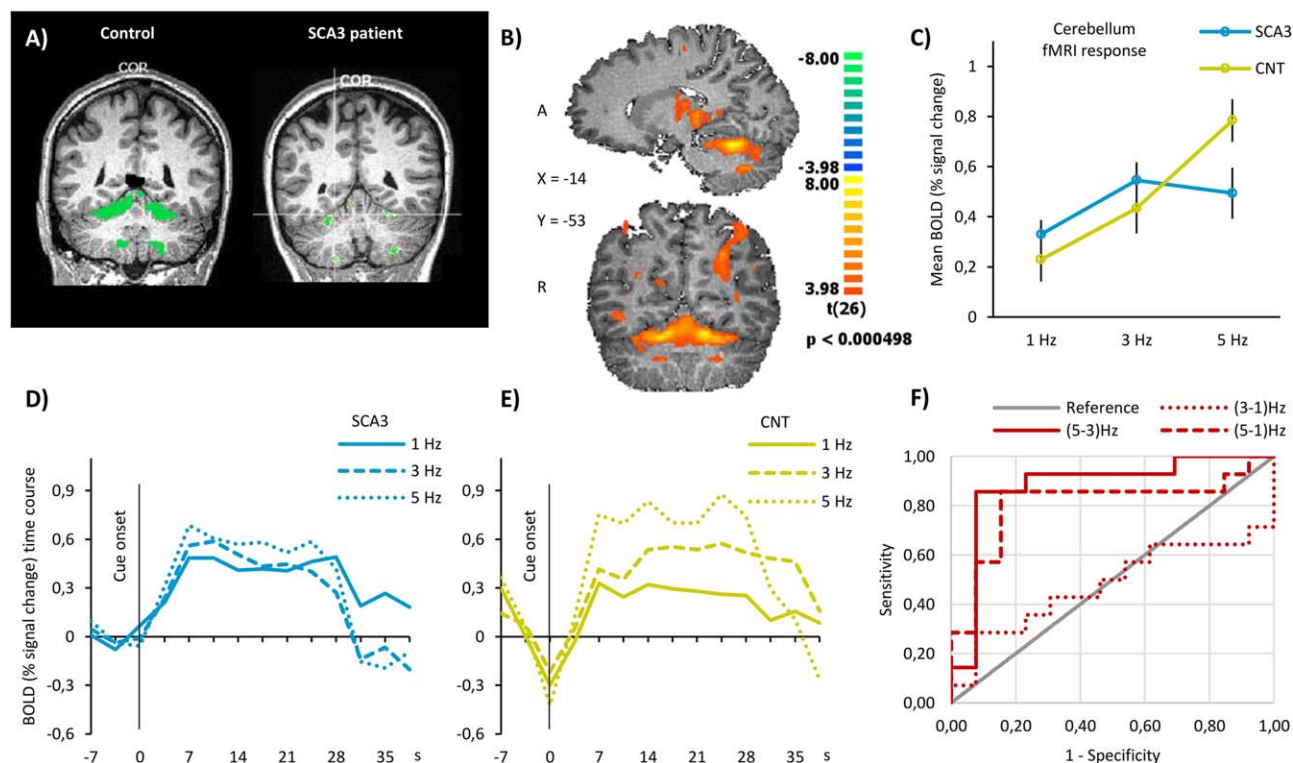 A)
Control
SCA3 patient
COR
COR
B)
A
X = -14
Y = -53
R
-8.00
-3.98
8.00
3.98
t(26)
p < 0.000498
C)
Cerebellum
fMRI response
SCA3
CNT
Mean BOLD (% signal change)
1
0,8
0,6
0,4
0,2
0
1 Hz
3 Hz
5 Hz
D)
SCA3
1 Hz
3 Hz
5 Hz
Cue onset
BOLD (% signal change) time course
0,9
0,6
0,3
0
-0,3
-0,6
-7
0
7
14
21
28
35
s
E)
CNT
1 Hz
3 Hz
5 Hz
Cue onset
0,9
0,6
0,3
0
-0,3
-0,6
-7
0
7
14
21
28
35
s
F)
Reference
(3-1)Hz
(5-3)Hz
(5-1)Hz
Sensitivity
1,00
0,80
0,60
0,40
0,20
0,00
0,00
0,20
0,40
0,60
0,80
1,00
1 - Specificity